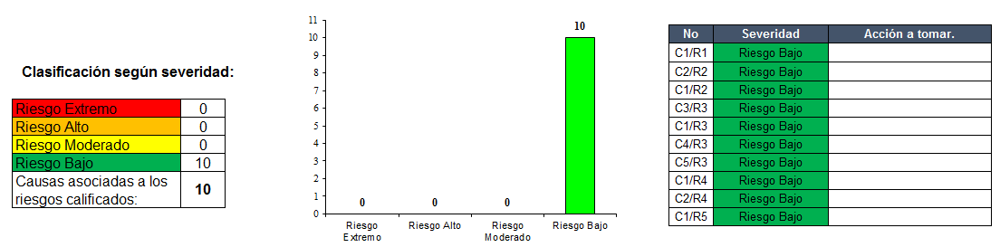 Clasificación según severidad:
Riesgo Extremo 0
Riesgo Alto 0
Riesgo Moderado 0
Riesgo Bajo 10
Causas asociadas a los
riesgos calificados: 10
11
10
9
8
7
6
5
4
3
2
1
0
0
0
0
10
Riesgo
Extremo
Riesgo Alto
Riesgo
Moderado
Riesgo Bajo
No Severidad Acción a tomar.
C1/R1 Riesgo Bajo
C2/R2 Riesgo Bajo
C1/R2 Riesgo Bajo
C3/R3 Riesgo Bajo
C1/R3 Riesgo Bajo
C4/R3 Riesgo Bajo
C5/R3 Riesgo Bajo
C1/R4 Riesgo Bajo
C2/R4 Riesgo Bajo
C1/R5 Riesgo Bajo